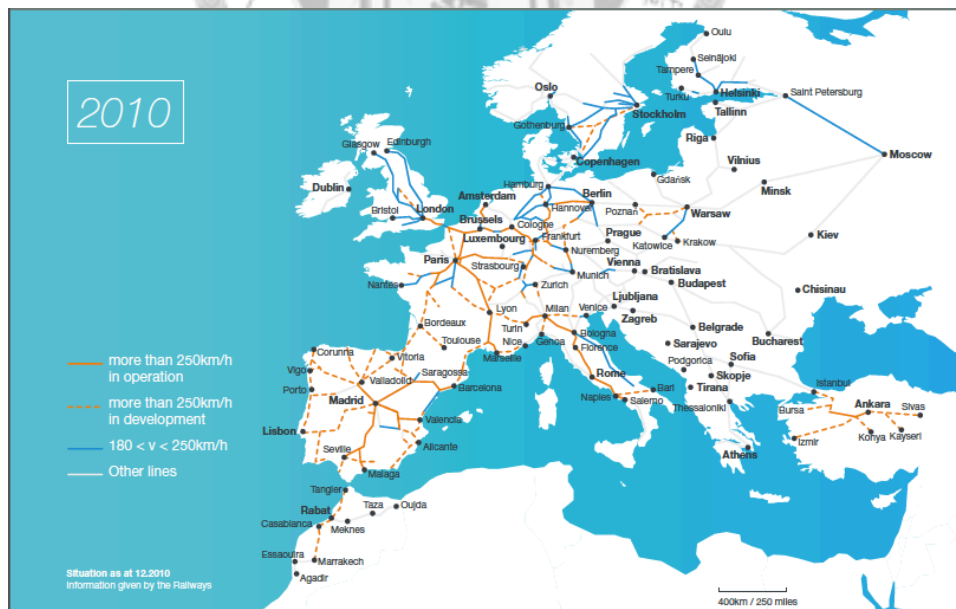 2010
Oulu
Seinäjoki
Tampere
Turku
Helsinki
Saint Petersburg
Tallinn
Oslo
Stockholm
Gothenburg
Riga
Moscow
Glasgow
Edinburgh
Copenhagen
Vilnius
Dublin
Hamburg
Gdańsk
Minsk
Amsterdam
Berlin
Bristol
London
Hannover
Poznań
Warsaw
Brussels
Cologne
Luxembourg
Frankfurt
Prague
Katowice
Krakow
Kiev
Paris
Strasbourg
Nuremberg
Vienna
Bratislava
Nantes
Munich
Budapest
Zurich
Chisinau
Lyon
Milan
Venice
Ljubljana
Zagreb
Bordeaux
Turin
Bologna
Belgrade
Bucharest
Toulouse
Nice
Genoa
Florence
Sarajevo
Corunna
Vitoria
Marseille
Sofia
Podgorica
Vigo
Saragossa
Rome
Skopje
Valladolid
Barcelona
Bari
Tirana
Istanbul
Porto
Madrid
Naples
Salerno
Thessaloniki
Bursa
Ankara
Sivas
Valencia
Lisbon
Konya
Kayseri
Seville
Alicante
Izmir
Athens
Malaga
Tangier
Rabat
Taza
Oujda
Casablanca
Meknes
Essaouira
Marrakech
Agadir
more than 250km/h
in operation
more than 250km/h
in development
180 < v < 250km/h
Other lines
Situation as at 12.2010
Information given by the Railways
400km / 250 miles